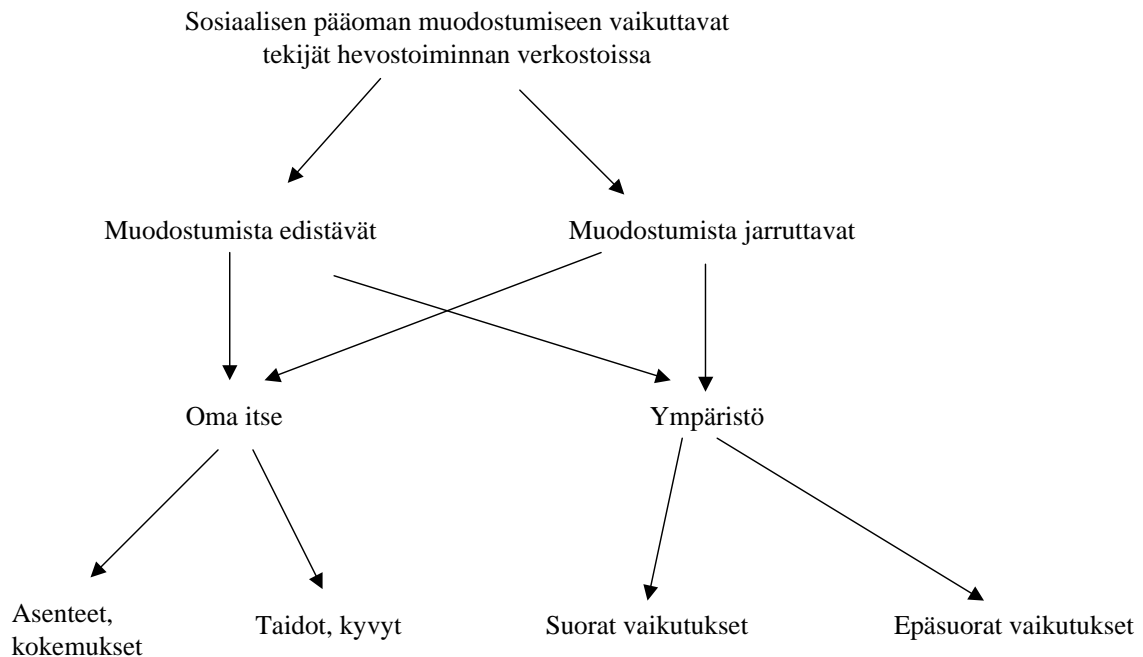 Sosiaalisen pääoman muodostumiseen vaikuttavat
tekijät hevostoiminnan verkostoissa
Muodostumista edistävät
Muodostumista jarruttavat
Oma itse
Ympäristö
Asenteet,
kokemukset
Taidot, kyvyt
Suorat vaikutukset
Epäsuorat vaikutukset